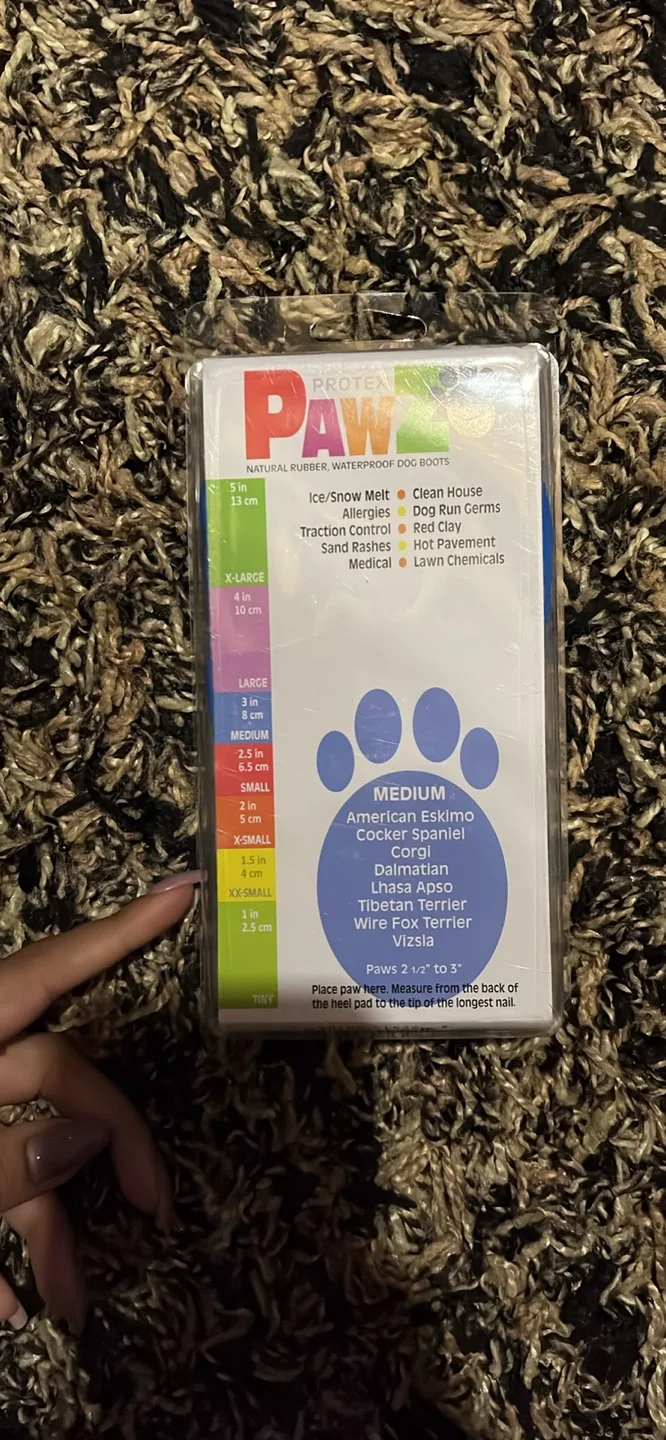 PROTEX
PAWZ
NATURAL RUBBER, WATERPROOF DOG BOOTS
5 in
13 cm
X-LARGE
4 in
10 cm
LARGE
3 in
8 cm
MEDIUM
2.5 in
6.5 cm
SMALL
2 in
5 cm
X-SMALL
1.5 in
4 cm
XX-SMALL
1 in
2.5 cm
TINY
Ice/Snow Melt • Clean House
Allergies • Dog Run Germs
Traction Control • Red Clay
Sand Rashes • Hot Pavement
Medical • Lawn Chemicals
MEDIUM
American Eskimo
Cocker Spaniel
Corgi
Dalmatian
Lhasa Apso
Tibetan Terrier
Wire Fox Terrier
Vizsla
Paws 2 1/2" to 3"
Place paw here. Measure from the back of
the heel pad to the tip of the longest nail.